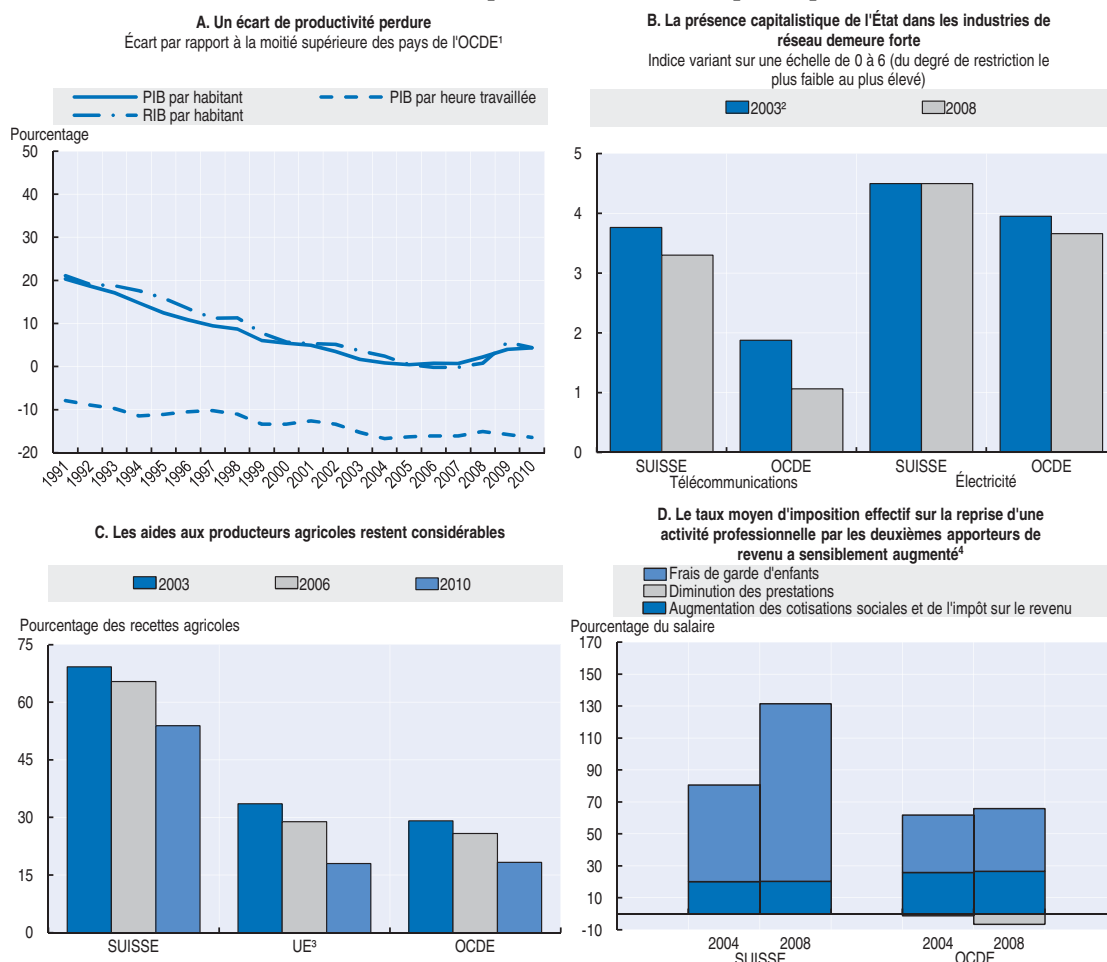 A. Un écart de productivité perdure
Écart par rapport à la moitié supérieure des pays de l'OCDE¹
PIB par habitant
PIB par heure travaillée
RIB par habitant
Pourcentage
50
40
30
20
10
0
-10
-20
1991 1992 1993 1994 1995 1996 1997 1998 1999 2000 2001 2002 2003 2004 2005 2006 2007 2008 2009 2010
B. La présence capitalistique de l'État dans les industries de
réseau demeure forte
Indice variant sur une échelle de 0 à 6 (du degré de restriction le
plus faible au plus élevé)
2003²
2008
5
4
3
2
1
0
SUISSE OCDE SUISSE OCDE
Télécommunications Électricité
C. Les aides aux producteurs agricoles restent considérables
2003 2006 2010
Pourcentage des recettes agricoles
75
60
45
30
15
0
SUISSE UE³ OCDE
D. Le taux moyen d'imposition effectif sur la reprise d'une
activité professionnelle par les deuxièmes apporteurs de
revenu a sensiblement augmenté⁴
Frais de garde d'enfants
Diminution des prestations
Augmentation des cotisations sociales et de l'impôt sur le revenu
Pourcentage du salaire
170
150
130
110
90
70
50
30
10
-10
2004 2008 2004 2008
SUISSE OCDE